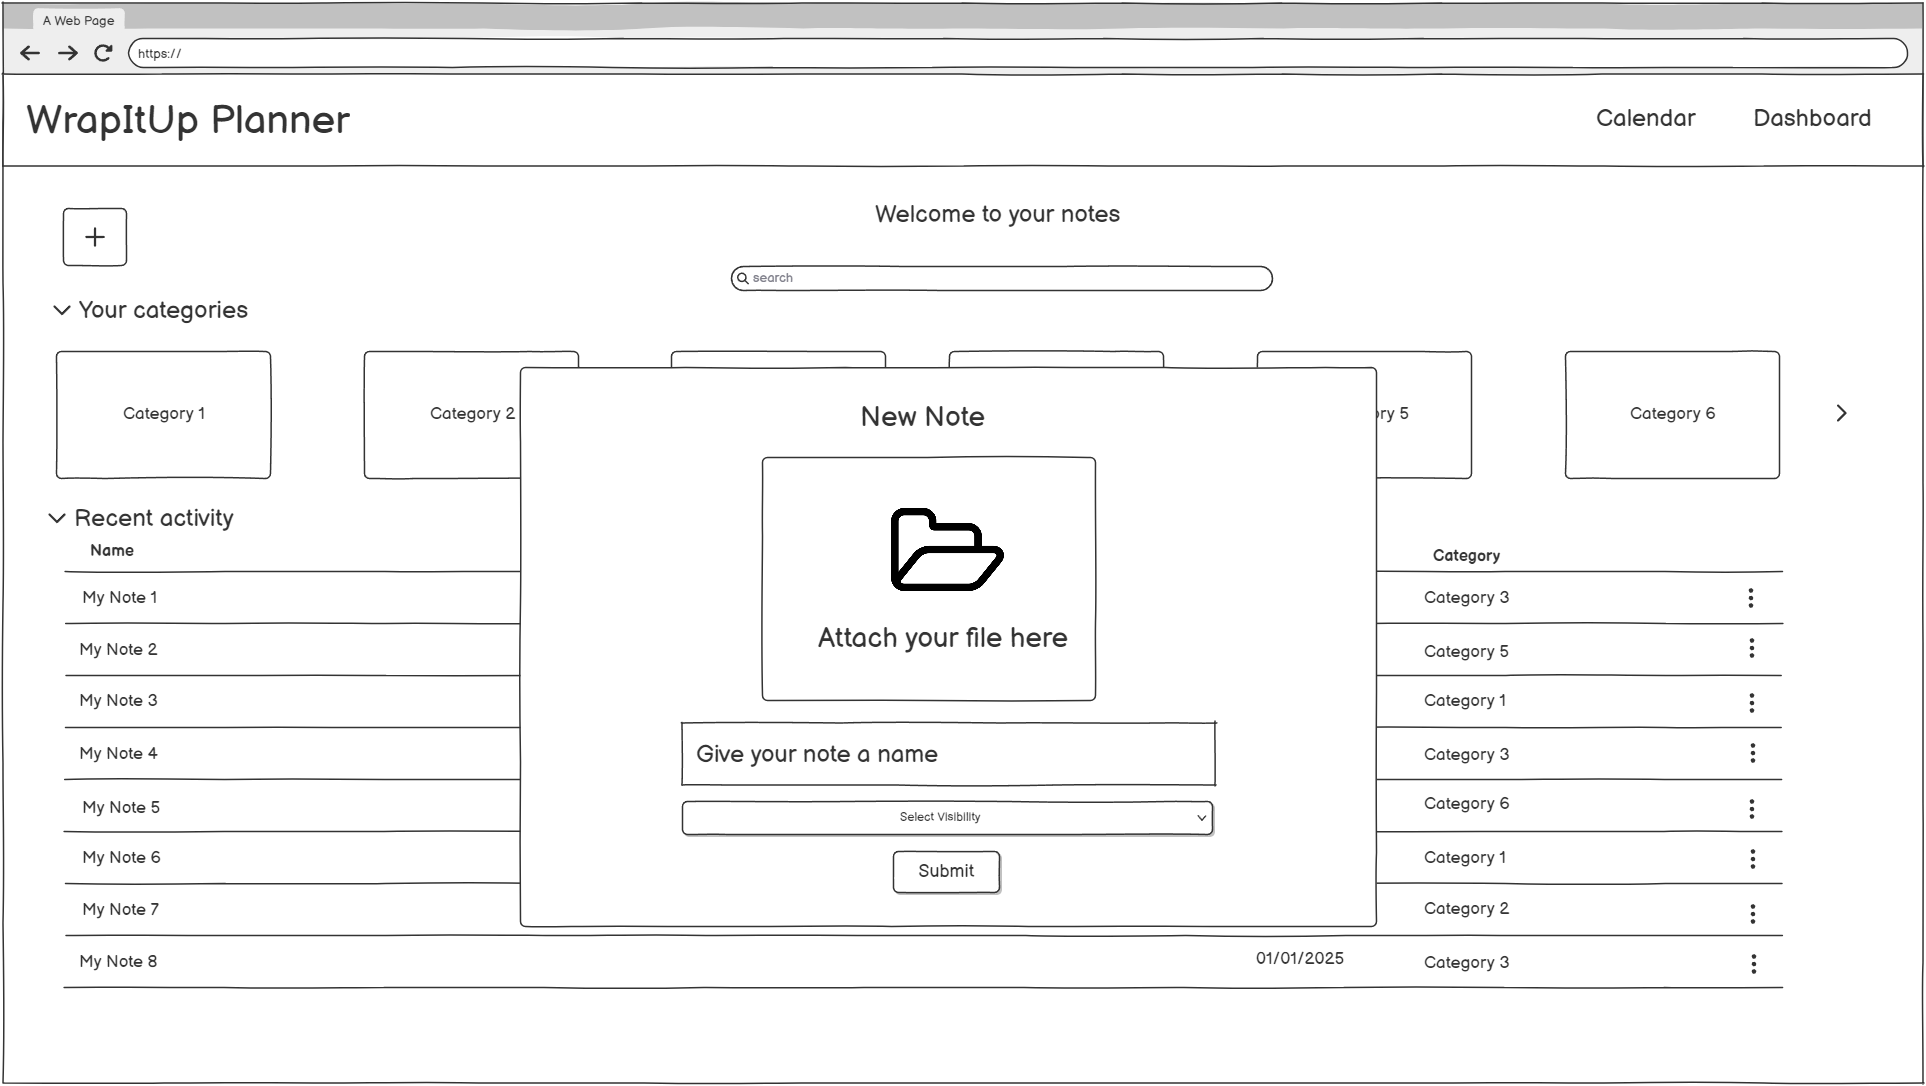 A Web Page
https://
WrapItUp Planner
Calendar
Dashboard
Welcome to your notes
search
Your categories
Category 1
Category 2
ry 5
Category 6
New Note
Attach your file here
Give your note a name
Select Visibility
Submit
Recent activity
Name
Category
My Note 1
Category 3
My Note 2
Category 5
My Note 3
Category 1
My Note 4
Category 3
My Note 5
Category 6
My Note 6
Category 1
My Note 7
Category 2
My Note 8
01/01/2025
Category 3